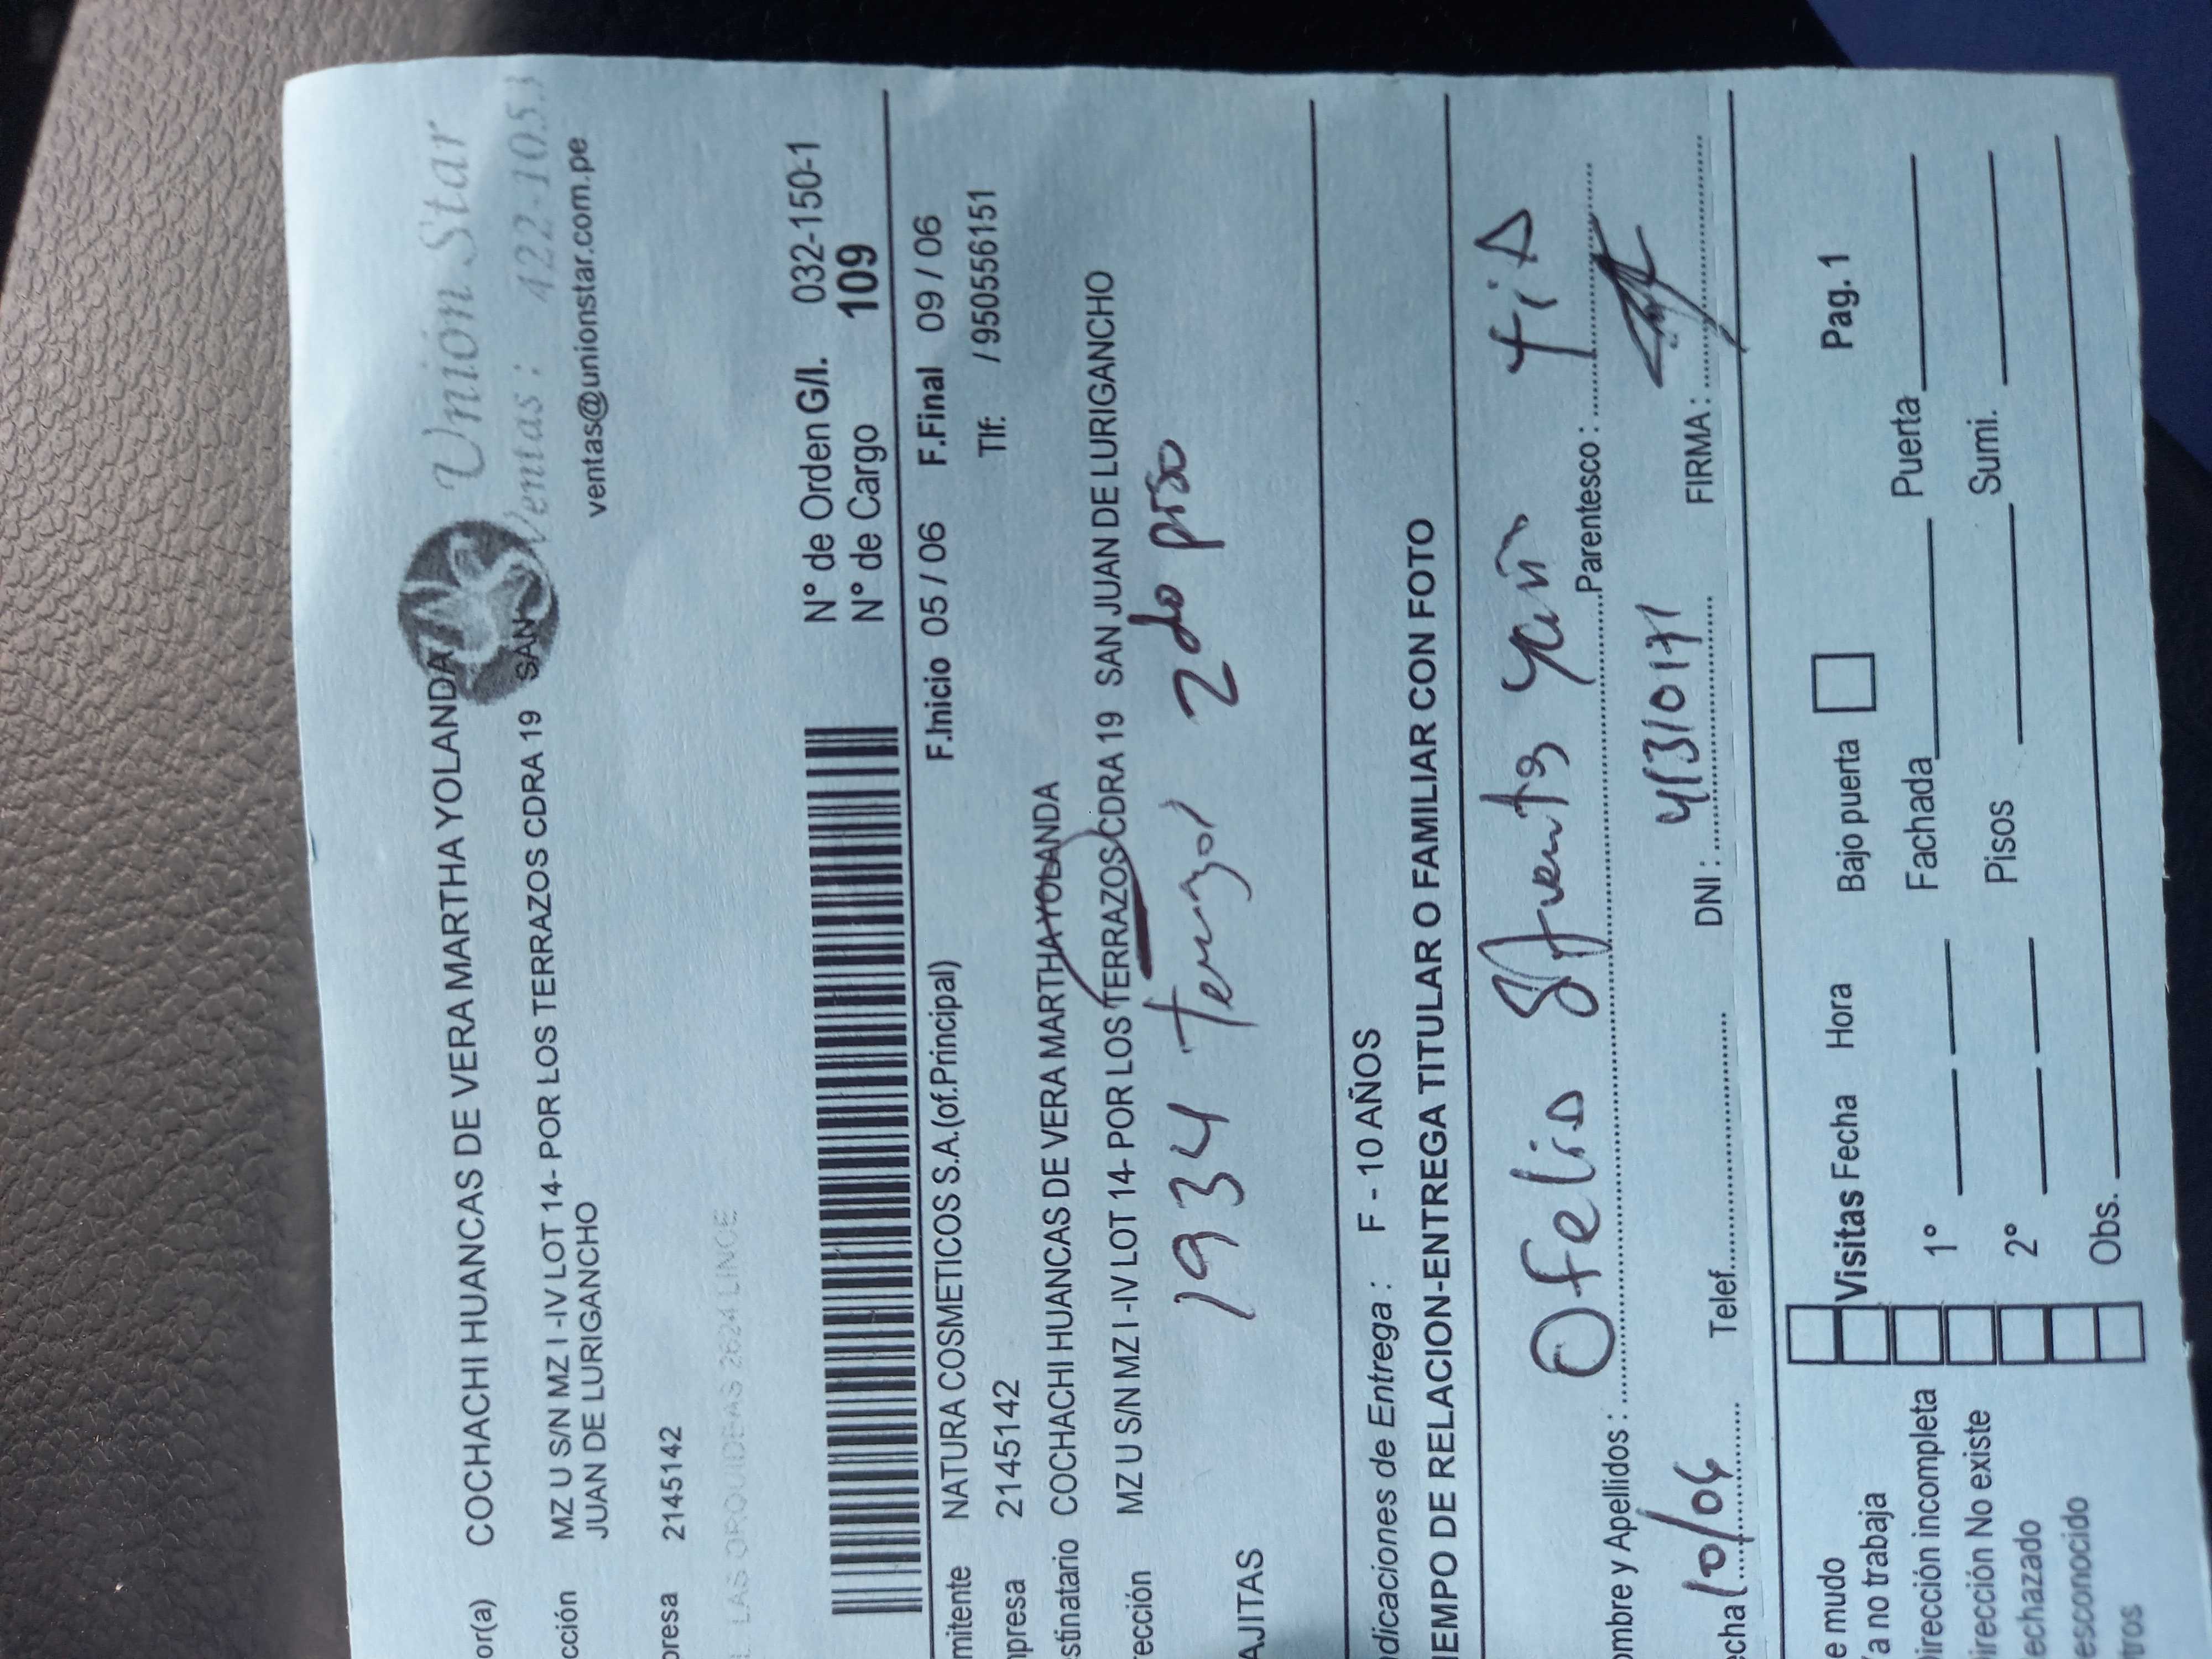 Unión Star
Ventas : 422-1053
ventas@unionstar.com.pe
or(a) COCHACHI HUANCAS DE VERA MARTHA YOLANDA
cción MZ U S/N MZ I -IV LOT 14- POR LOS TERRAZOS CDRA 19 SAN
JUAN DE LURIGANCHO
presa 2145142
LAS ORQUIDEAS 2624 LINCE
N° de Orden G/I. 032-150-1
N° de Cargo 109
F.Inicio 05 / 06 F.Final 09 / 06
mitente NATURA COSMETICOS S.A.(of.Principal)
mpresa 2145142 Tlf: / 950556151
stinatario COCHACHI HUANCAS DE VERA MARTHA YOLANDA
rección MZ U S/N MZ I -IV LOT 14- POR LOS TERRAZOS CDRA 19 SAN JUAN DE LURIGANCHO
1934 2do piso
AJITAS
dicaciones de Entrega : F - 10 AÑOS
IEMPO DE RELACION-ENTREGA TITULAR O FAMILIAR CON FOTO
ombre y Apellidos : Ofelia Parentesco :
echa 10/06 Telef. DNI : FIRMA :
e mudo
a no trabaja Visitas Fecha Hora Bajo puerta Pag. 1
irección incompleta 1° Fachada Puerta
irección No existe 2° Pisos Sumi.
echazado
esconocido Obs.
tros